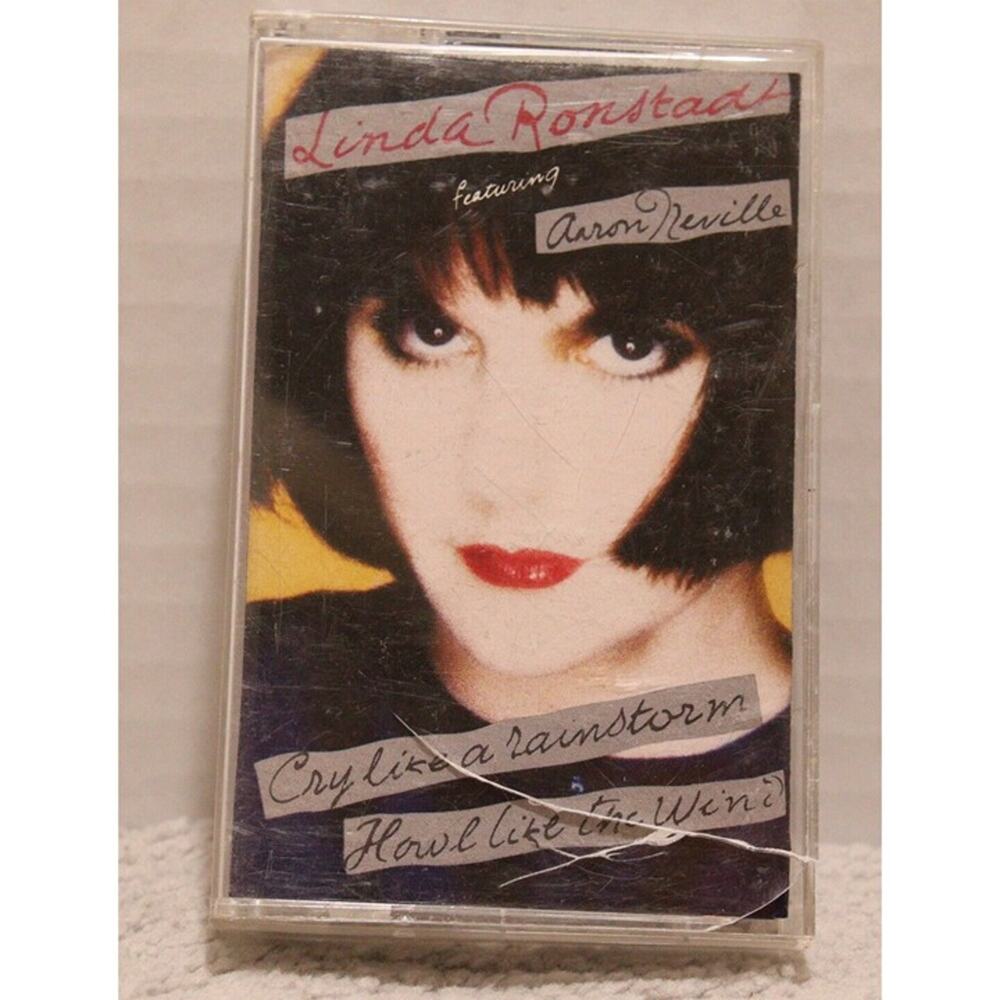 Linda Ronstadt
featuring
Aaron Neville
Cry like a rainstorm
Howl like the Wind